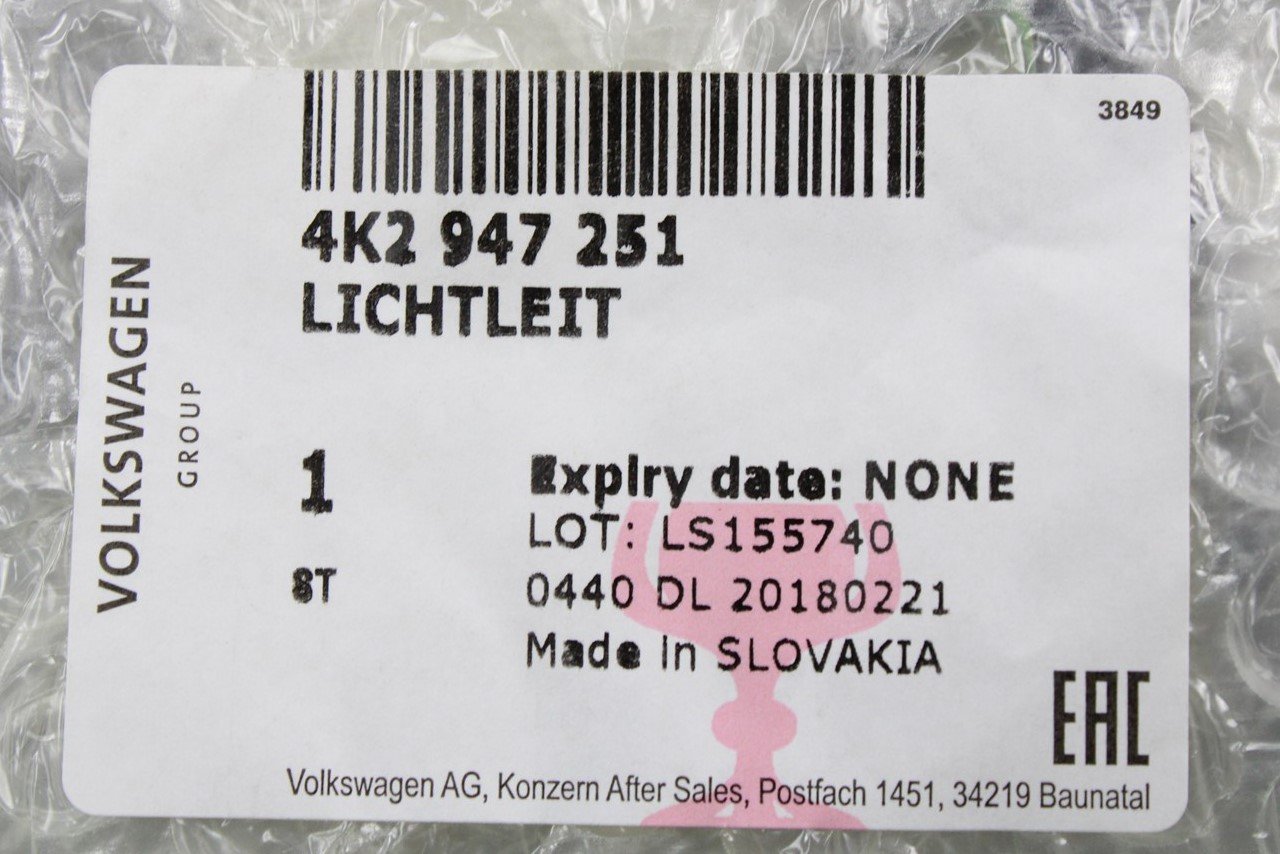 3849
4K2 947 251
LICHTLEIT
VOLKSWAGEN
GROUP
1
Expiry date: NONE
LOT: LS155740
8T
0440 DL 20180221
Made in SLOVAKIA
EAC
Volkswagen AG, Konzern After Sales, Postfach 1451, 34219 Baunatal